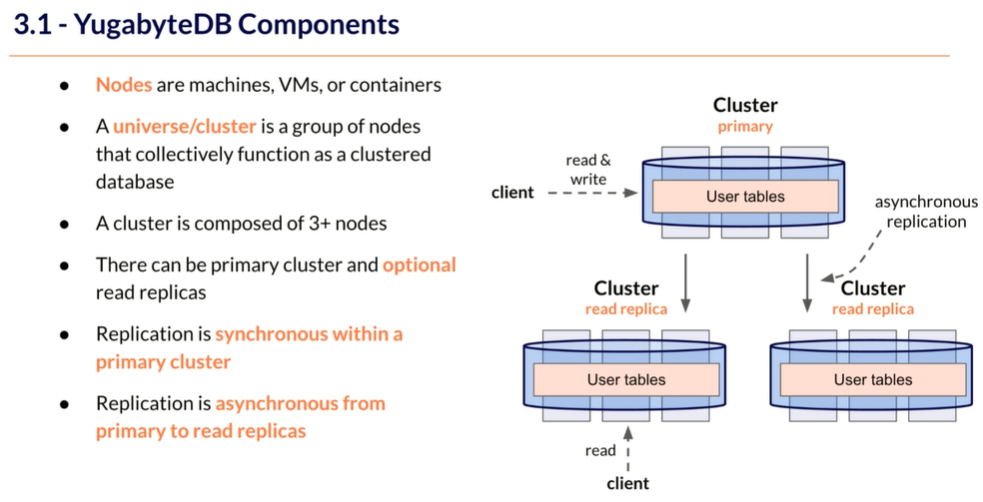 3.1 - YugabyteDB Components
● Nodes are machines, VMs, or containers
● A universe/cluster is a group of nodes
that collectively function as a clustered
database
● A cluster is composed of 3+ nodes
● There can be primary cluster and optional
read replicas
● Replication is synchronous within a
primary cluster
● Replication is asynchronous from
primary to read replicas
Cluster
primary
read &
write
client
User tables
asynchronous
replication
Cluster
read replica
User tables
read
client
Cluster
read replica
User tables